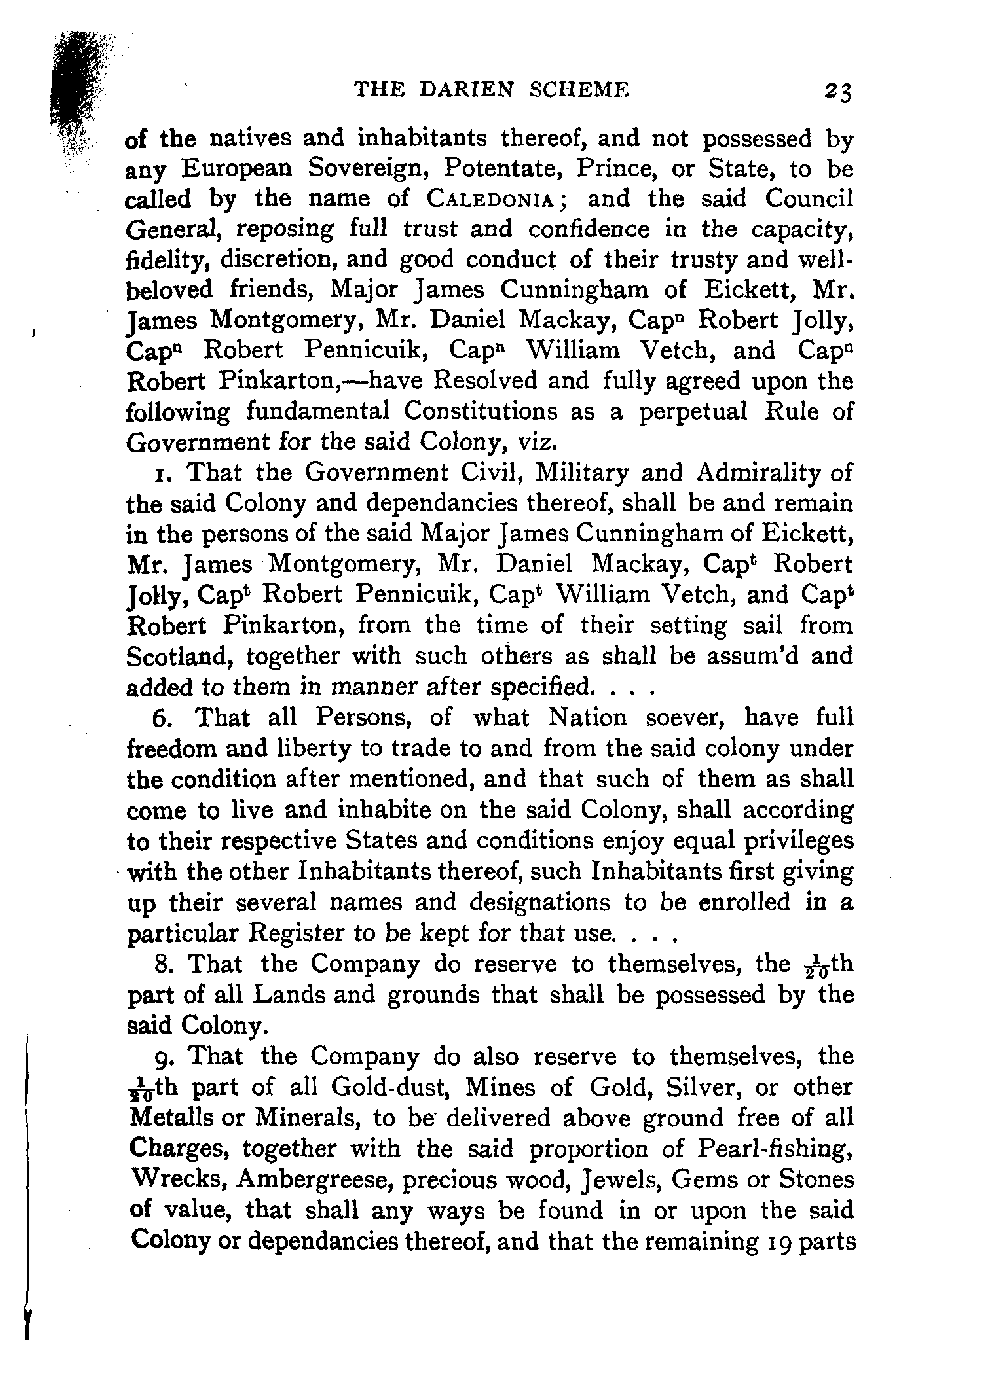 THE DARIEN SCHEME 23
of the natives and inhabitants thereof, and not possessed by
any European Sovereign, Potentate, Prince, or State, to be
called by the name of CALEDONIA; and the said Council
General, reposing full trust and confidence in the capacity,
fidelity, discretion, and good conduct of their trusty and well-
beloved friends, Major James Cunningham of Eickett, Mr.
James Montgomery, Mr. Daniel Mackay, Capⁿ Robert Jolly,
Capⁿ Robert Pennicuik, Capⁿ William Vetch, and Capⁿ
Robert Pinkarton,—have Resolved and fully agreed upon the
following fundamental Constitutions as a perpetual Rule of
Government for the said Colony, viz.
1. That the Government Civil, Military and Admirality of
the said Colony and dependancies thereof, shall be and remain
in the persons of the said Major James Cunningham of Eickett,
Mr. James Montgomery, Mr. Daniel Mackay, Capᵗ Robert
Jolly, Capᵗ Robert Pennicuik, Capᵗ William Vetch, and Capᵗ
Robert Pinkarton, from the time of their setting sail from
Scotland, together with such others as shall be assum'd and
added to them in manner after specified. . . .
6. That all Persons, of what Nation soever, have full
freedom and liberty to trade to and from the said colony under
the condition after mentioned, and that such of them as shall
come to live and inhabite on the said Colony, shall according
to their respective States and conditions enjoy equal privileges
with the other Inhabitants thereof, such Inhabitants first giving
up their several names and designations to be enrolled in a
particular Register to be kept for that use. . . .
8. That the Company do reserve to themselves, the 1/20th
part of all Lands and grounds that shall be possessed by the
said Colony.
9. That the Company do also reserve to themselves, the
1/20th part of all Gold-dust, Mines of Gold, Silver, or other
Metalls or Minerals, to be delivered above ground free of all
Charges, together with the said proportion of Pearl-fishing,
Wrecks, Ambergreese, precious wood, Jewels, Gems or Stones
of value, that shall any ways be found in or upon the said
Colony or dependancies thereof, and that the remaining 19 parts